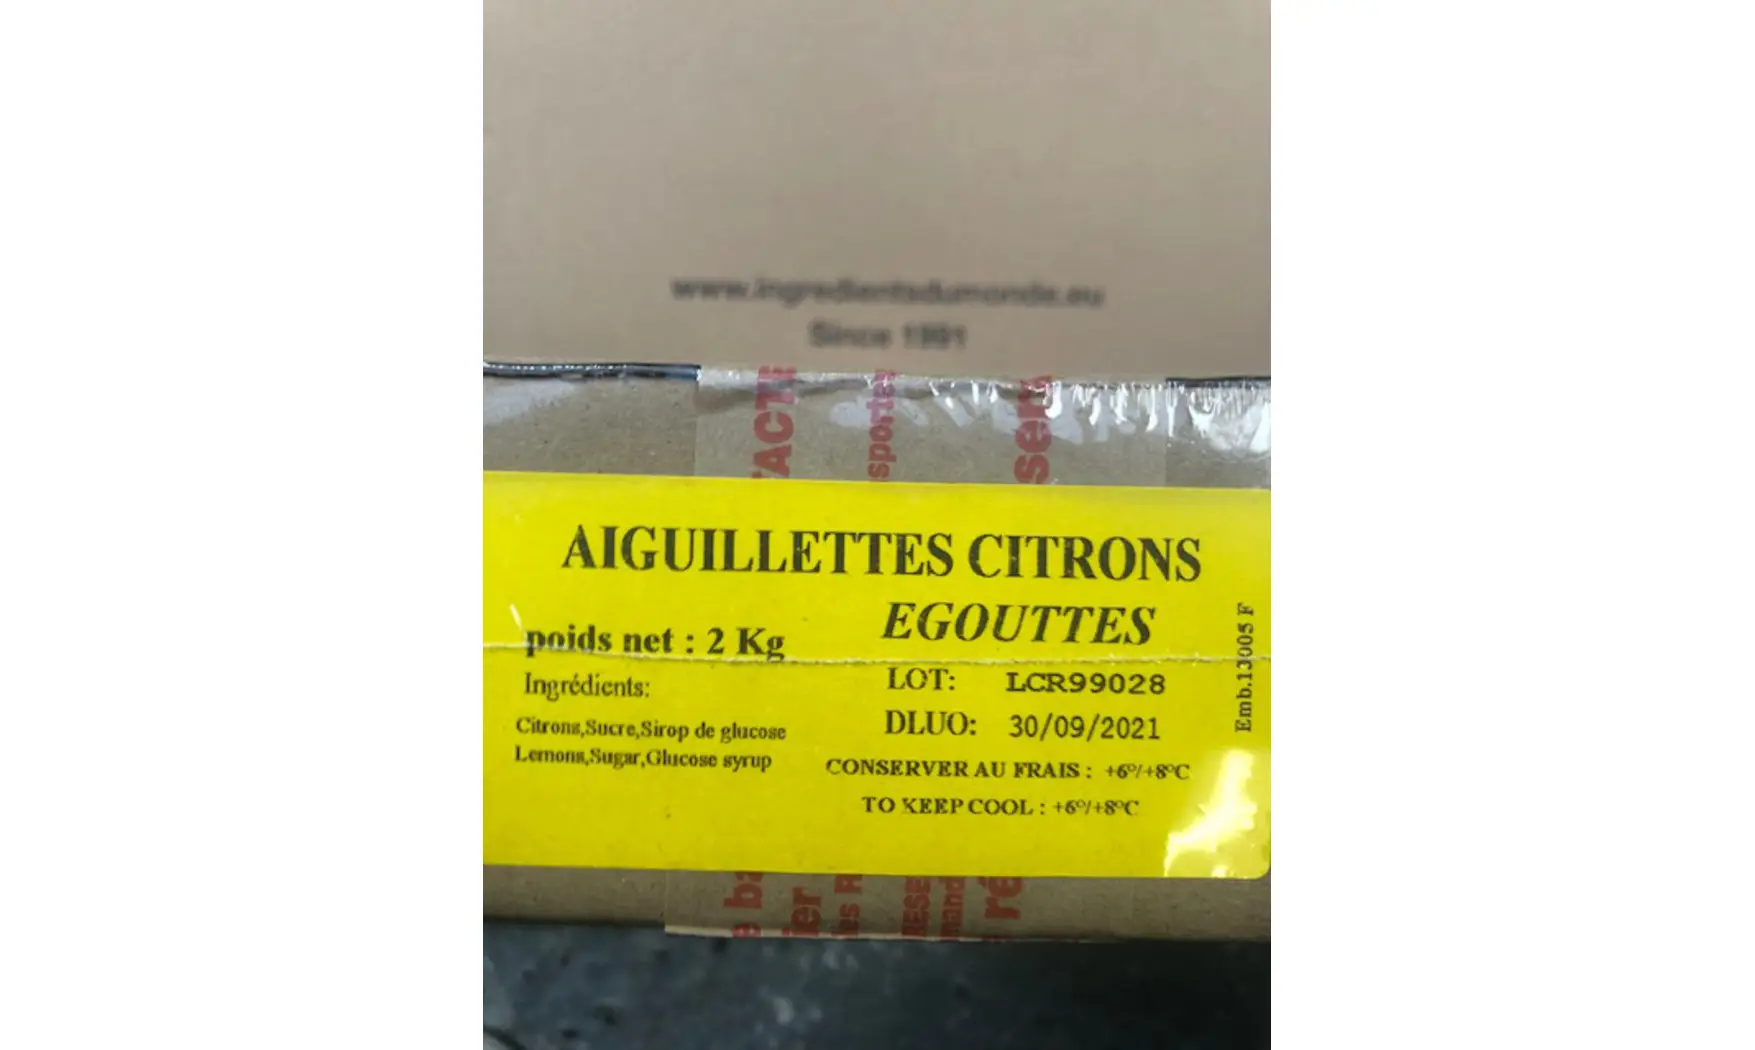 www.ingredientsdumonde.eu
Since 1991
AIGUILLETTES CITRONS
EGOUTTES
poids net : 2 Kg
Ingrédients:
Citrons,Sucre,Sirop de glucose
Lemons,Sugar,Glucose syrup
LOT: LCR99028
DLUO: 30/09/2021
CONSERVER AU FRAIS : +6°/+8°C
TO KEEP COOL : +6°/+8°C
Emb.13005 F